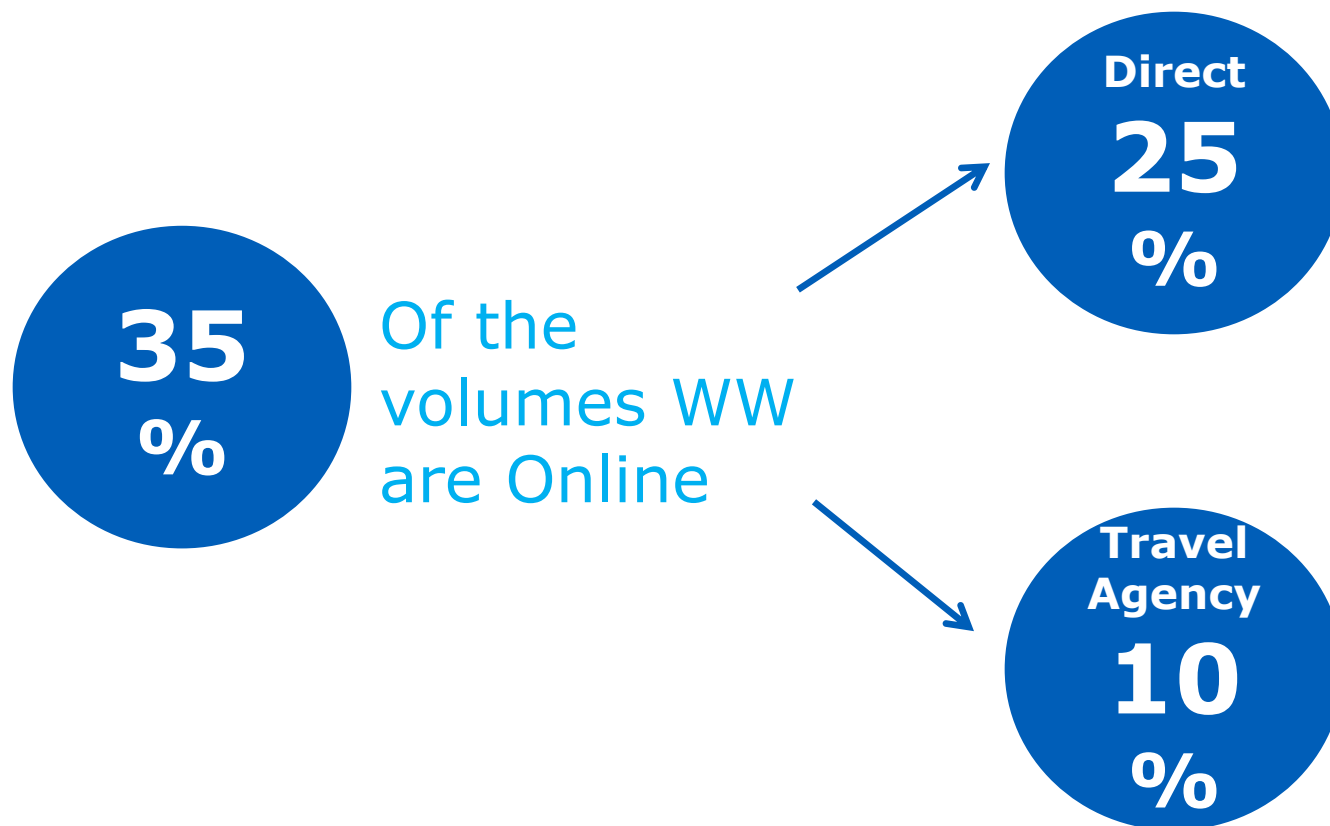 35
%
Of the
volumes WW
are Online
Direct
25
%
Travel
Agency
10
%